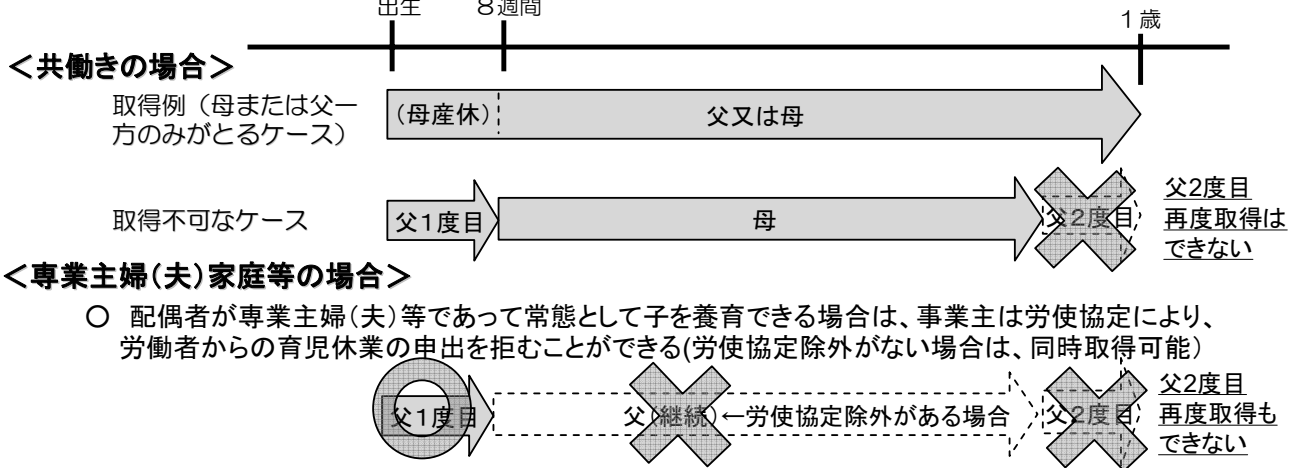 出生
8週間
1歳
＜共働きの場合＞
取得例（母または父一
方のみがとるケース）
（母産休）
父又は母
取得不可なケース
父1度目
母
父2度目
父2度目
再度取得は
できない
＜専業主婦（夫）家庭等の場合＞
○ 配偶者が専業主婦（夫）等であって常態として子を養育できる場合は、事業主は労使協定により、
労働者からの育児休業の申出を拒むことができる(労使協定除外がない場合は、同時取得可能）
父1度目
父（継続）←労使協定除外がある場合
父2度目
父2度目
再度取得も
できない